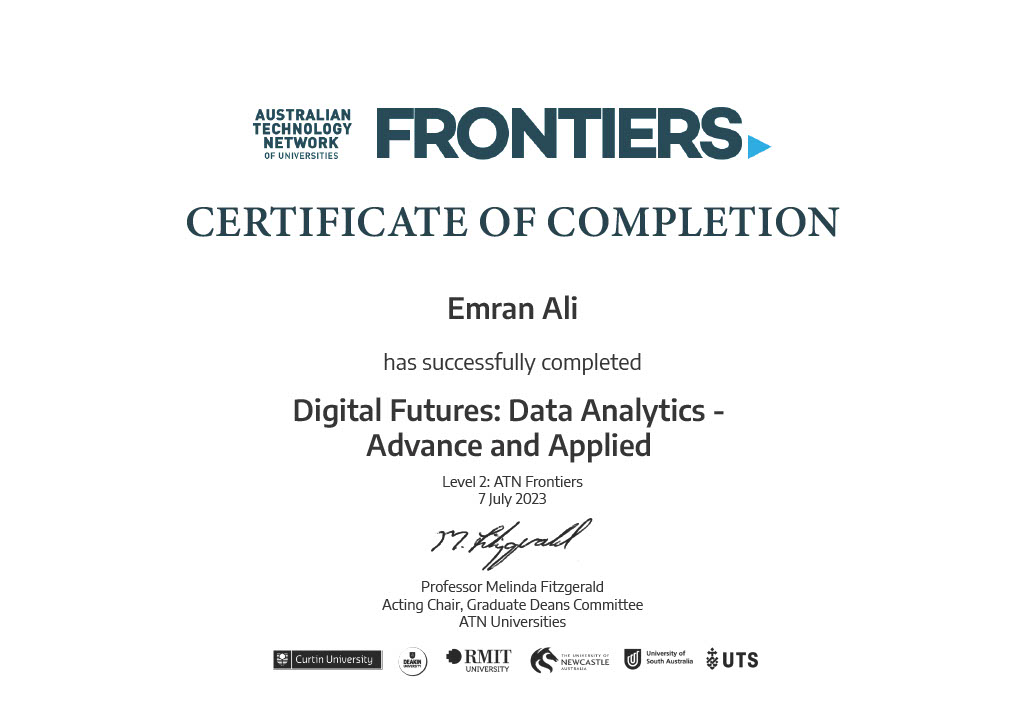 AUSTRALIAN
TECHNOLOGY
NETWORK
OF UNIVERSITIES
FRONTIERS
CERTIFICATE OF COMPLETION
Emran Ali
has successfully completed
Digital Futures: Data Analytics -
Advance and Applied
Level 2: ATN Frontiers
7 July 2023
M. Fitzgerald
Professor Melinda Fitzgerald
Acting Chair, Graduate Deans Committee
ATN Universities
Curtin University
DEAKIN
UNIVERSITY
RMIT
UNIVERSITY
THE UNIVERSITY OF
NEWCASTLE
AUSTRALIA
University of
South Australia
UTS